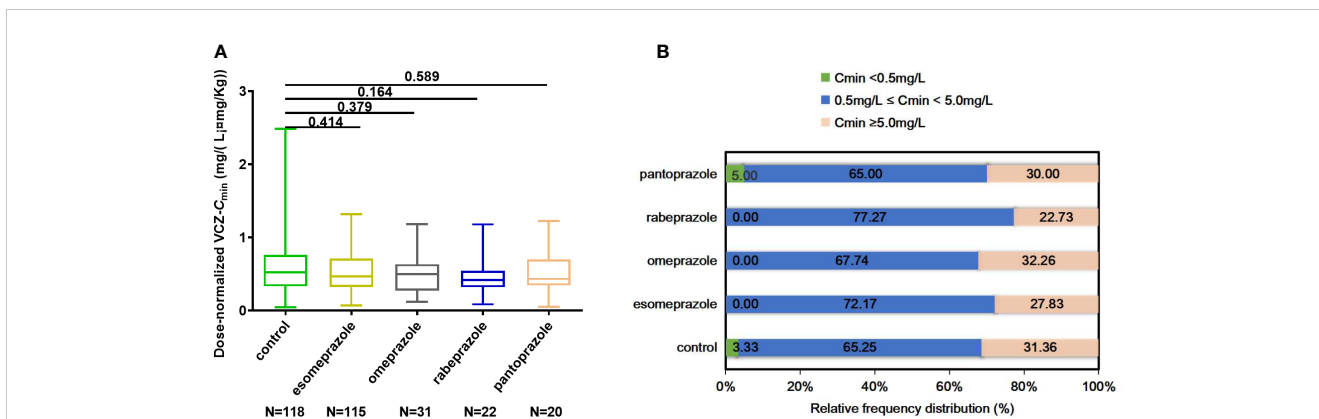 A
0.589
0.164
0.379
0.414
Dose-normalized VCZ-Cmin (mg/( L¡¤mg/Kg))
3
2
1
0
control
esomeprazole
omeprazole
rabeprazole
pantoprazole
N=118
N=115
N=31
N=22
N=20
B
Cmin <0.5mg/L
0.5mg/L ≤ Cmin < 5.0mg/L
Cmin ≥5.0mg/L
pantoprazole 5.00 65.00 30.00
rabeprazole 0.00 77.27 22.73
omeprazole 0.00 67.74 32.26
esomeprazole 0.00 72.17 27.83
control 3.33 65.25 31.36
0% 20% 40% 60% 80% 100%
Relative frequency distribution (%)